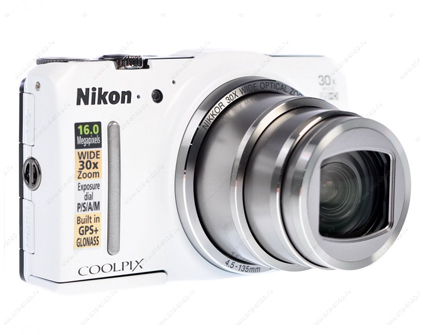 Nikon
16.0
Megapixels
WIDE
30x
Zoom
Exposure
dial
P/S/A/M
Built in
GPS+
GLONASS
COOLPIX
NIKKOR 30X WIDE OPTICAL ZOOM
4.5-135mm
30x